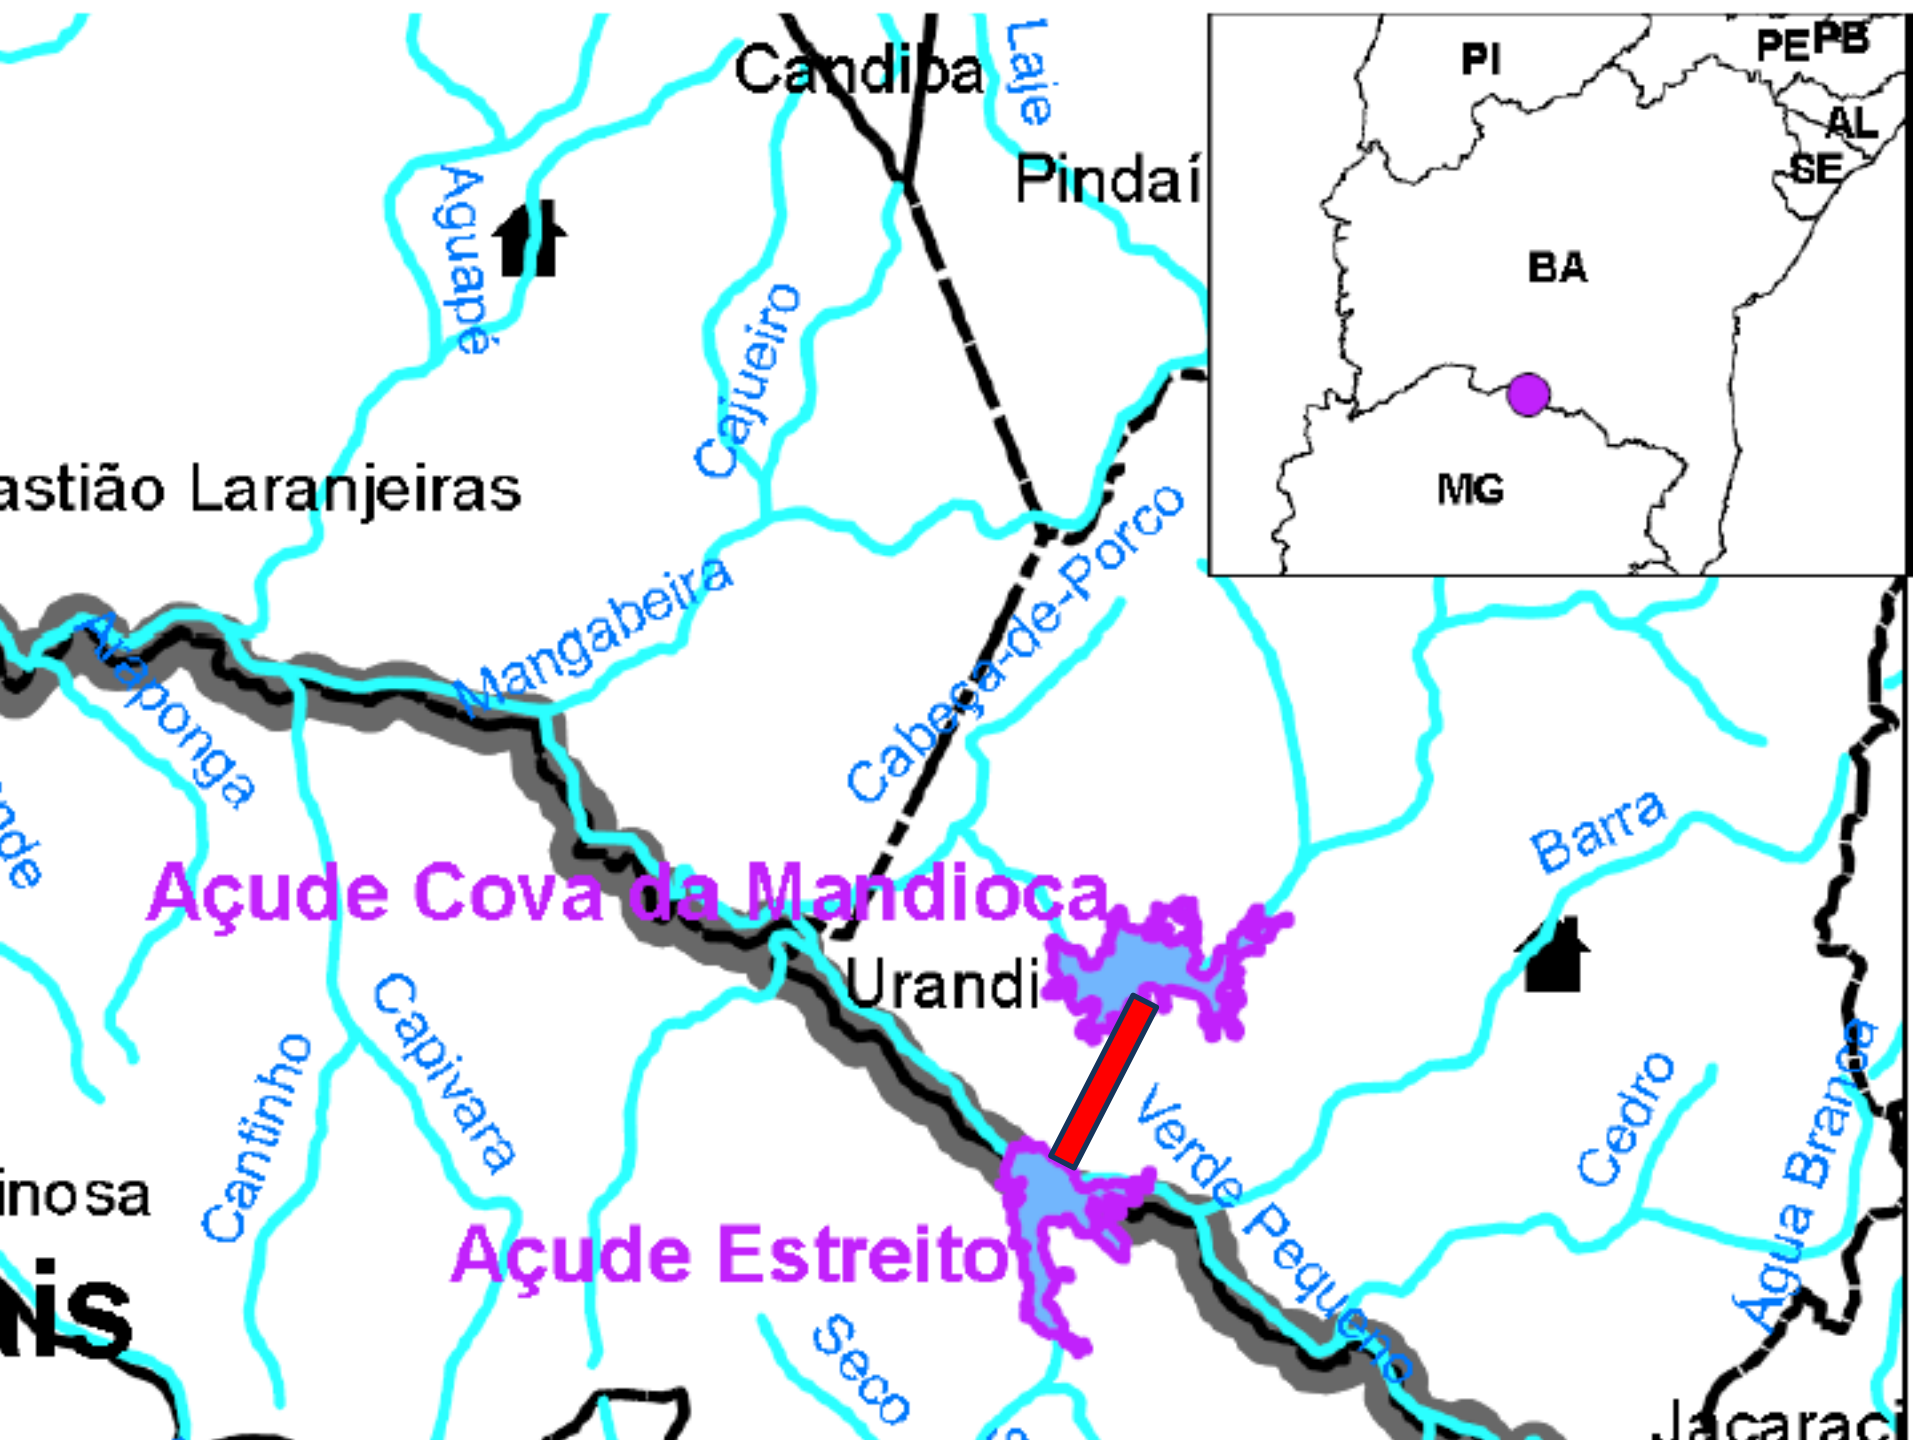 Candiba
Laje
Pindaí
PI
PE
PB
AL
SE
BA
MG
Aguapé
Cajueiro
astião Laranjeiras
Cabeça-de-Porco
Mangabeira
Araponga
nde
Barra
Açude Cova da Mandioca
Urandi
Capivara
Cantinho
Verde Pequeno
Cedro
Água Branca
inosa
Açude Estreito
ais
Seco
Jacaraci